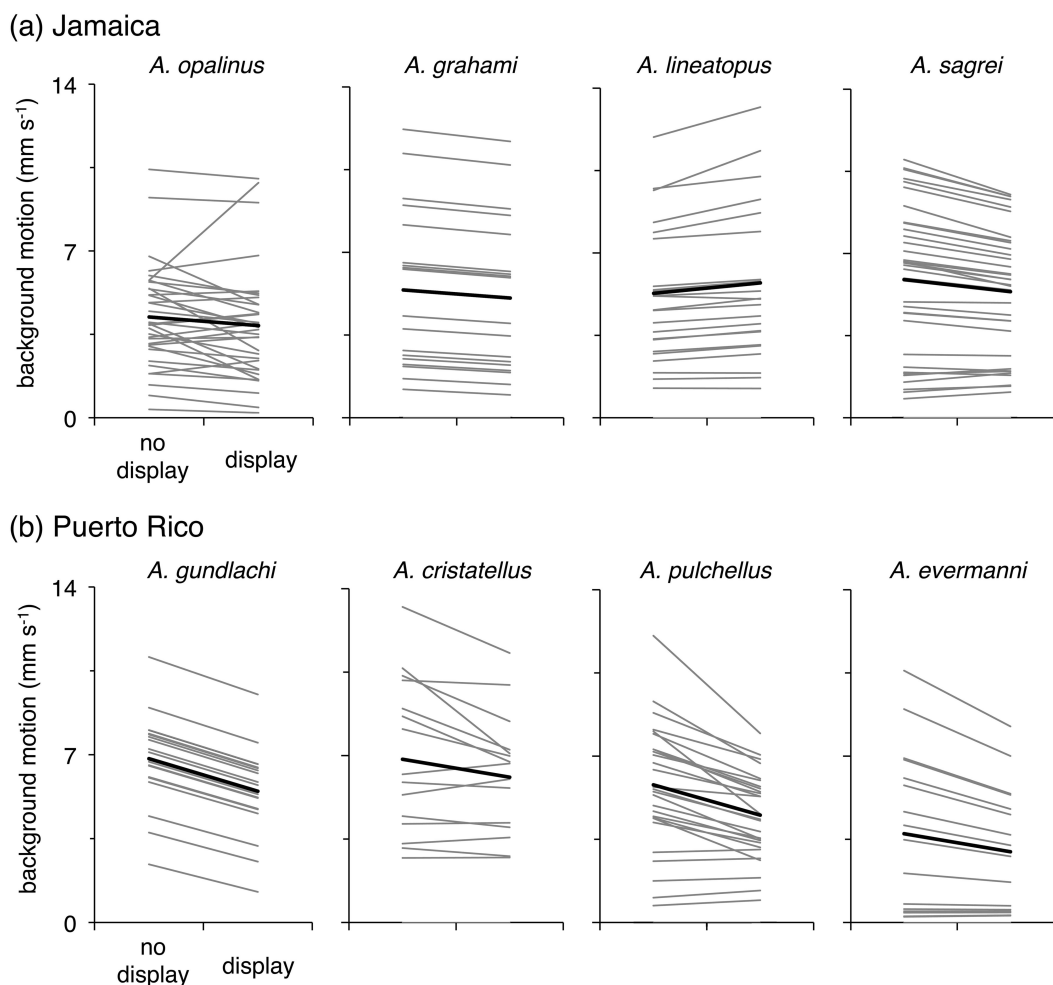 (a) Jamaica
A. opalinus A. grahami A. lineatopus A. sagrei
background motion (mm s⁻¹)
14
7
0
no display
display
(b) Puerto Rico
A. gundlachi A. cristatellus A. pulchellus A. evermanni
background motion (mm s⁻¹)
14
7
0
no display
display